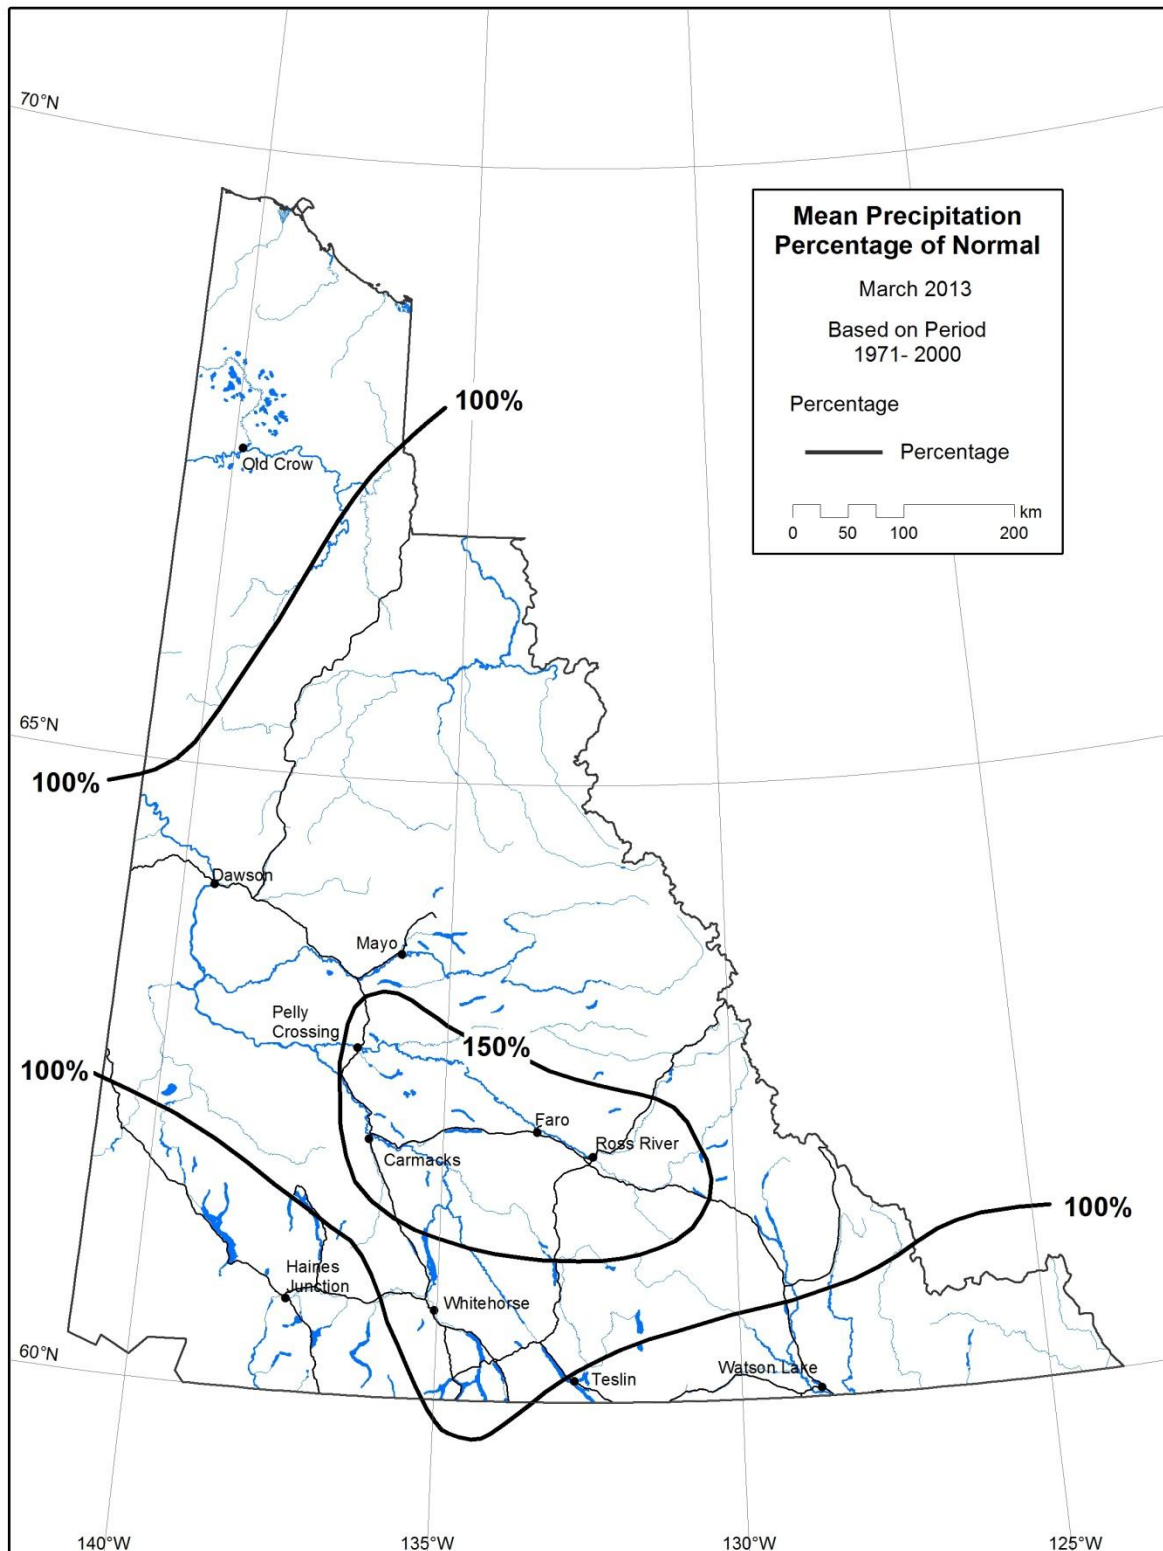 70°N
Mean Precipitation
Percentage of Normal
March 2013
Based on Period
1971- 2000
Percentage
Percentage
km
0 50 100 200
100%
Old Crow
65°N
100%
Dawson
Mayo
Pelly
Crossing
150%
100%
Faro
Ross River
Carmacks
100%
Haines
Junction
Whitehorse
60°N
Teslin
Watson Lake
140°W 135°W 130°W 125°W